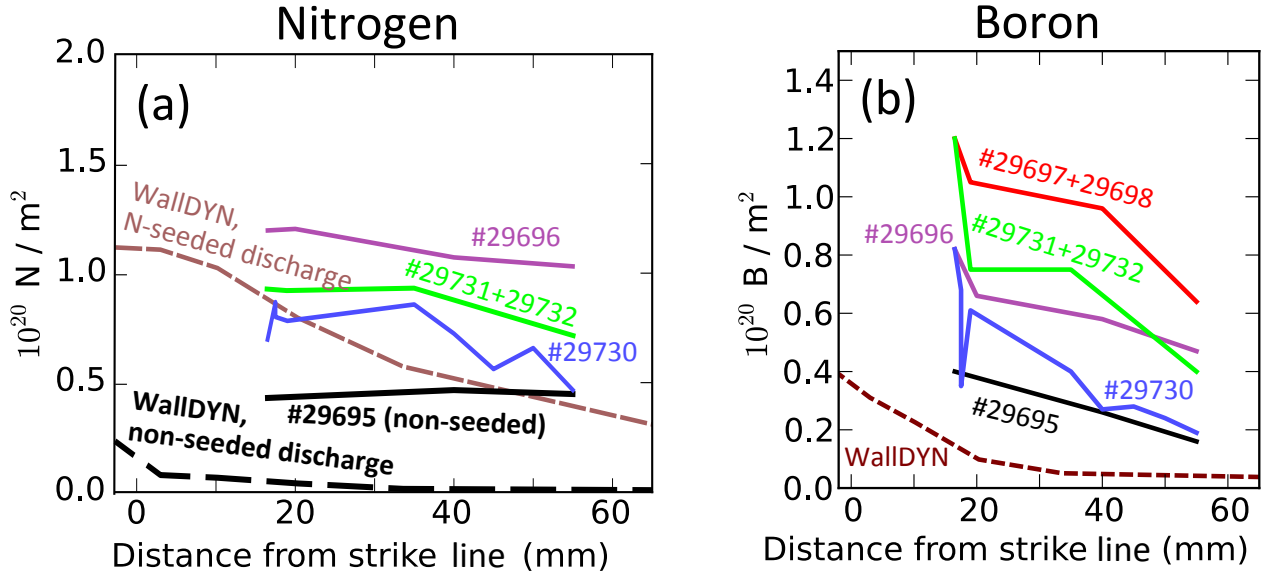 Nitrogen
2.0
1.5
1.0
0.5
0.0
10^20 N / m^2
(a)
WallDYN,
N-seeded discharge
#29696
#29731+29732
#29730
#29695 (non-seeded)
WallDYN,
non-seeded discharge
0 20 40 60
Distance from strike line (mm)
Boron
1.4
1.2
1.0
0.8
0.6
0.4
0.2
0.0
10^20 B / m^2
(b)
#29697+29698
#29696
#29731+29732
#29730
#29695
WallDYN
0 20 40 60
Distance from strike line (mm)